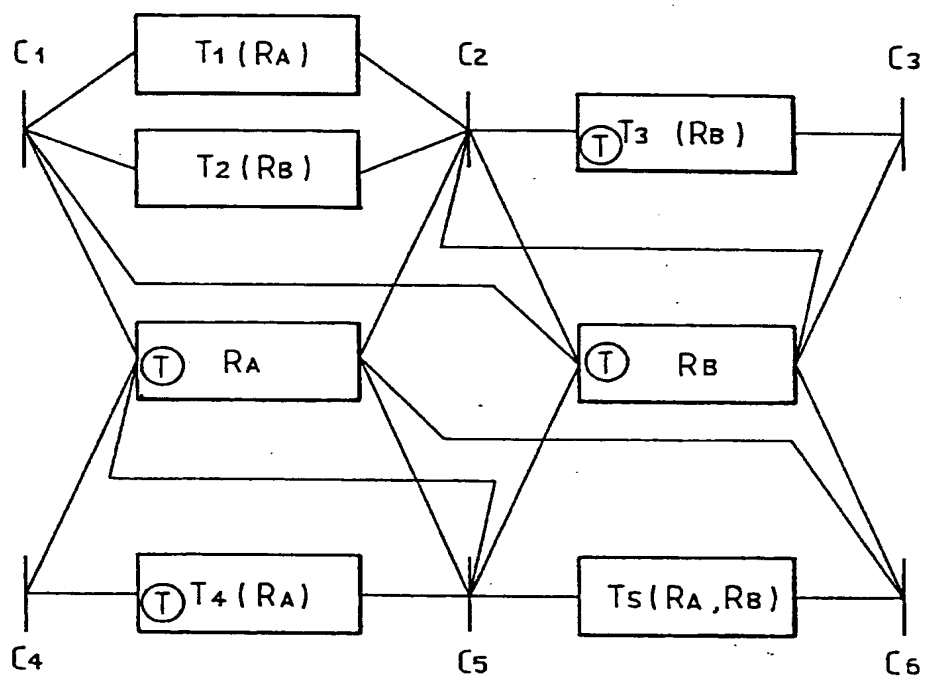 C1
T1 (RA)
C2
C3
T2 (RB)
T
T3 (RB)
T
RA
T
RB
T
T4 (RA)
T5 (RA, RB)
C4
C5
C6